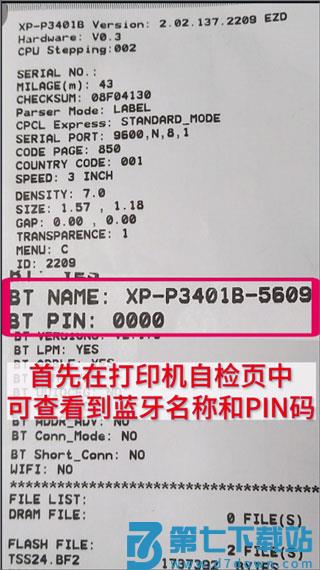 XP-P3401B Version: 2.02.137.2209 EZD
Hardware: V0.3
CPU Stepping:002
SERIAL NO.:
MILAGE(m): 43
CHECKSUM: 08F04130
Parser Mode: LABEL
CPCL Express: STANDARD_MODE
SERIAL PORT: 9600,N,8,1
CODE PAGE: 850
COUNTRY CODE: 001
SPEED: 3 INCH
DENSITY: 7.0
SIZE: 1.57 , 1.18
GAP: 0.00 , 0.00
TRANSPARENCE: 1
MENU: C
ID: 2209
BT NAME: XP-P3401B-5609
BT PIN: 0000
BT LPM: YES
首先在打印机自检页中
可查看到蓝牙名称和PIN码
BT ADDR_ADV: NO
BT Conn_Mode: NO
BT Short_Conn: NO
WIFI: NO
FILE LIST:
DRAM FILE:
0 FILE(S)
FLASH FILE:
2 FILE(S)
TSS24.BF2
第七下载